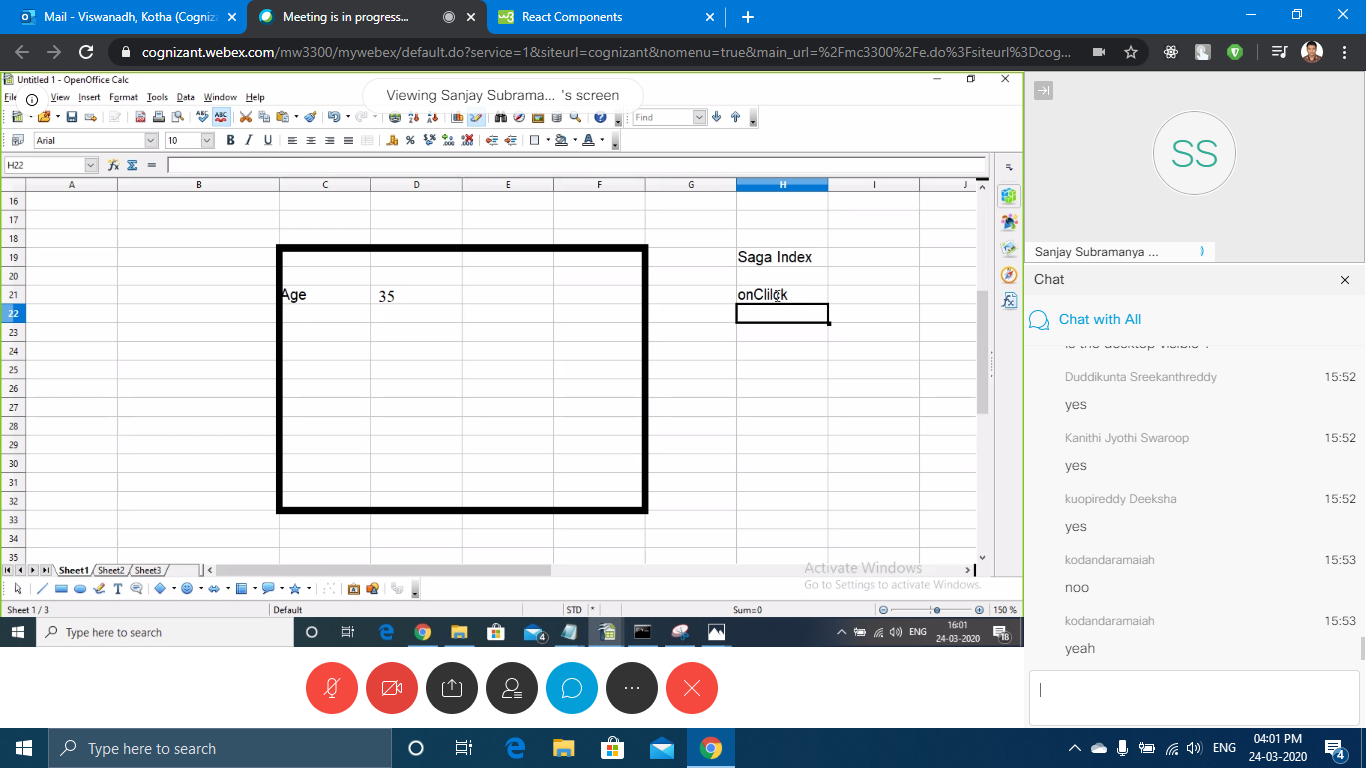 Mail - Viswanadh, Kotha (Cogniz
Meeting is in progress...
React Components
cognizant.webex.com/mw3300/mywebex/default.do?service=1&siteurl=cognizant&nomenu=true&main_url=%2Fmc3300%2Fe.do%3Fsiteurl%3Dcog...
Untitled 1 - OpenOffice Calc
View Insert Format Tools Data Window Help
Viewing Sanjay Subrama... 's screen
Find
Arial 10
H22
A B C D E F G H I J
16
17
18
19 Saga Index
20
21 Age 35 onClilck
22
23
24
25
26
27
28
29
30
31
32
33
34
35
Sheet1 Sheet2 Sheet3
Activate Windows
Go to Settings to activate Windows.
Sheet 1 / 3 Default STD * Sum=0 150 %
Type here to search
4
ENG
16:01
24-03-2020
18
SS
Sanjay Subramanya ...
Chat
Chat with All
is the desktop visible ?
Duddikunta Sreekanthreddy 15:52
yes
Kanithi Jyothi Swaroop 15:52
yes
kuopireddy Deeksha 15:52
yes
kodandaramaiah 15:53
noo
kodandaramaiah 15:53
yeah
Type here to search
ENG
04:01 PM
24-03-2020
4